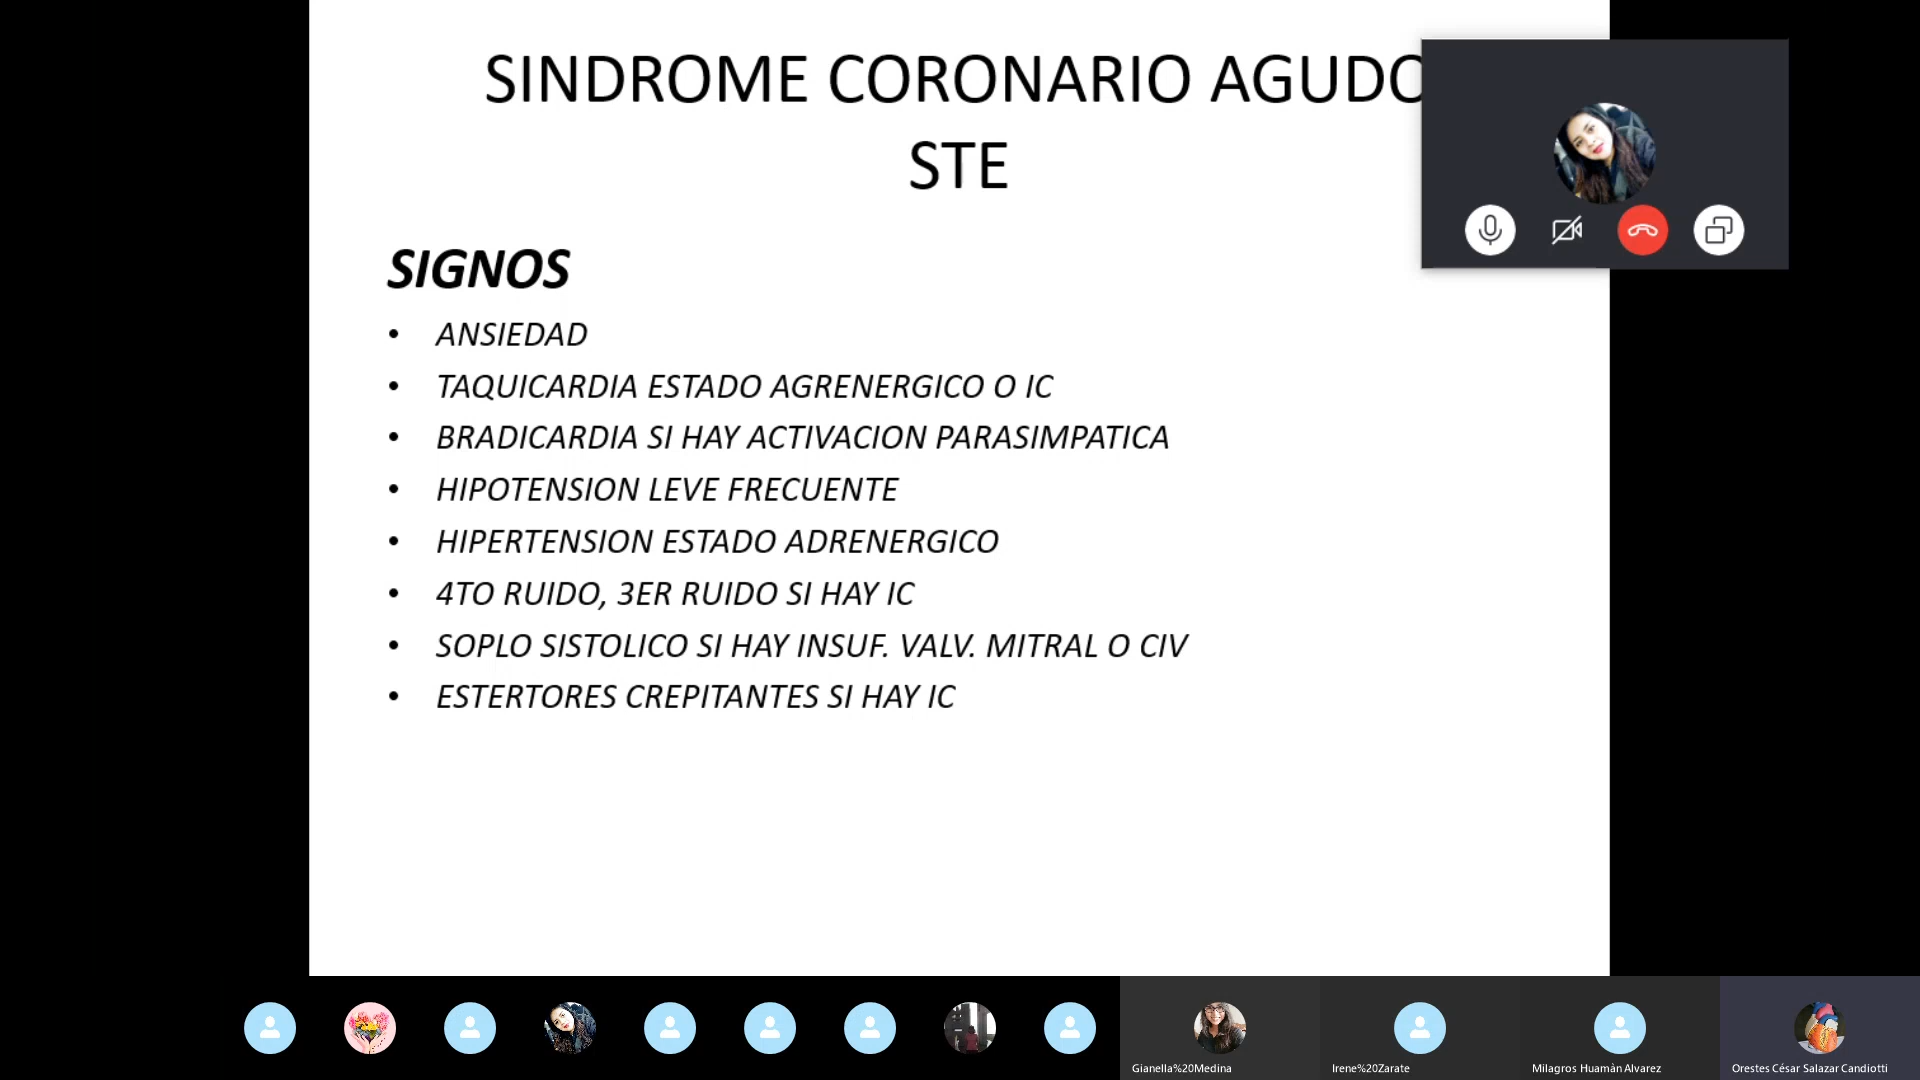 SINDROME CORONARIO AGUDO
STE
SIGNOS
• ANSIEDAD
• TAQUICARDIA ESTADO AGRENERGICO O IC
• BRADICARDIA SI HAY ACTIVACION PARASIMPATICA
• HIPOTENSION LEVE FRECUENTE
• HIPERTENSION ESTADO ADRENERGICO
• 4TO RUIDO, 3ER RUIDO SI HAY IC
• SOPLO SISTOLICO SI HAY INSUF. VALV. MITRAL O CIV
• ESTERTORES CREPITANTES SI HAY IC
Gianella%20Medina
Irene%20Zarate
Milagros Huamàn Alvarez
Orestes César Salazar Candiotti